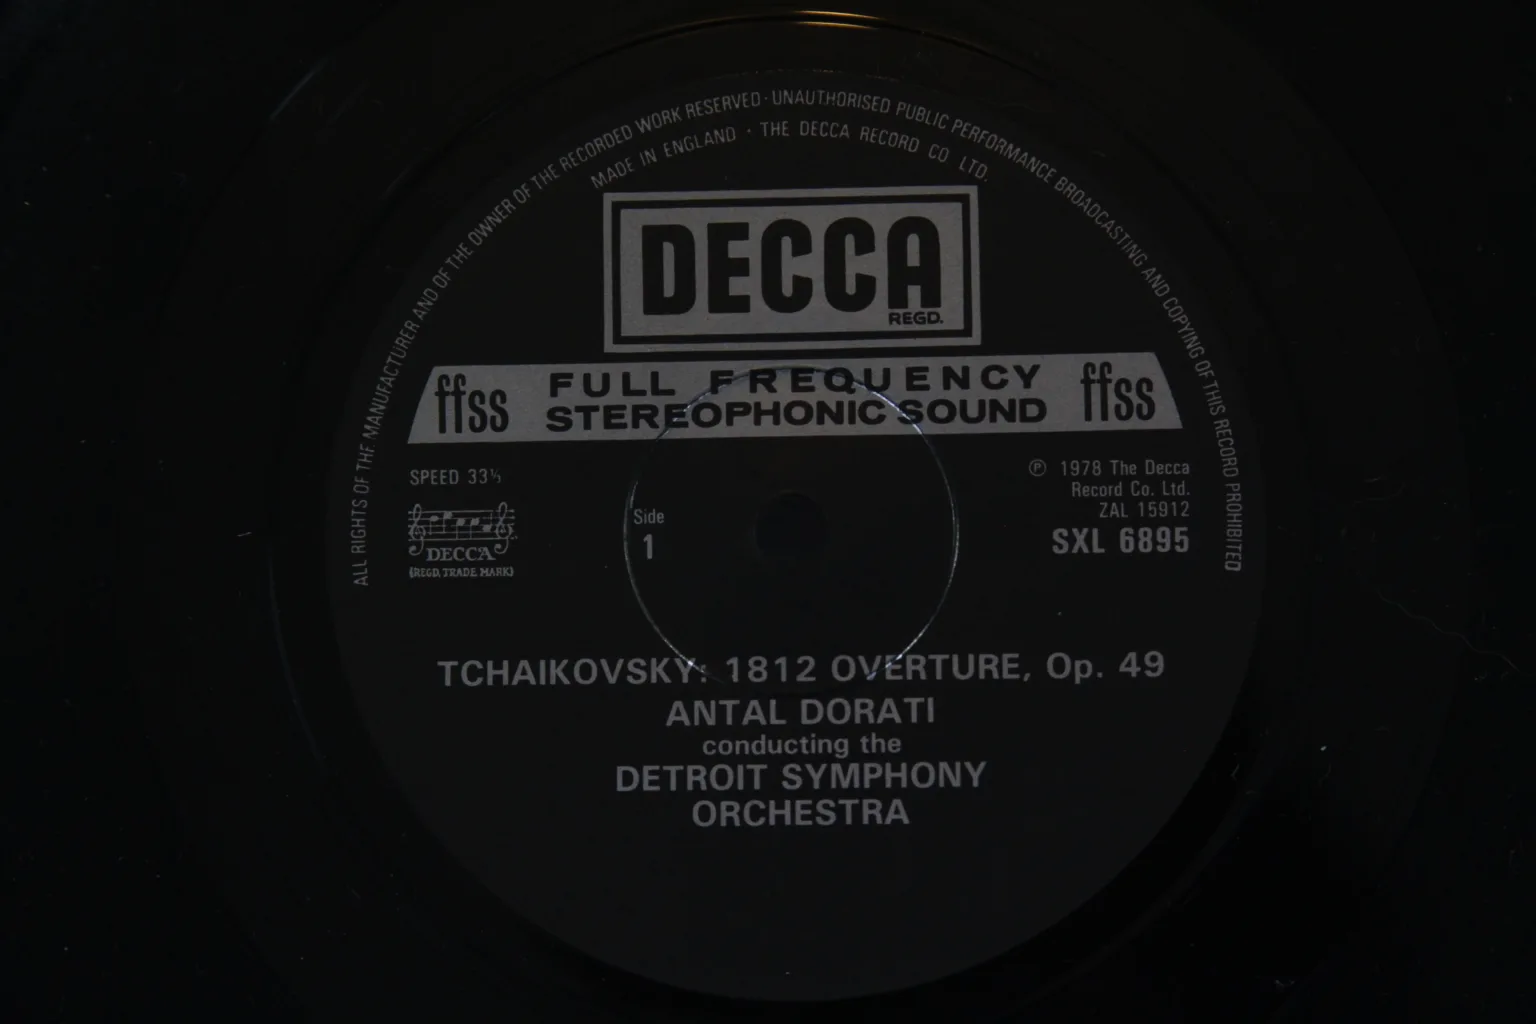 ALL RIGHTS OF THE MANUFACTURER AND OF THE OWNER OF THE RECORDED WORK RESERVED · UNAUTHORISED PUBLIC PERFORMANCE BROADCASTING AND COPYING OF THIS RECORD PROHIBITED
MADE IN ENGLAND · THE DECCA RECORD CO LTD.
DECCA
REGD.
ffss FULL FREQUENCY ffss
STEREOPHONIC SOUND
SPEED 33⅓
DECCA
(REGD. TRADE MARK)
Side
1
℗ 1978 The Decca
Record Co. Ltd.
ZAL 15912
SXL 6895
TCHAIKOVSKY: 1812 OVERTURE, Op. 49
ANTAL DORATI
conducting the
DETROIT SYMPHONY
ORCHESTRA